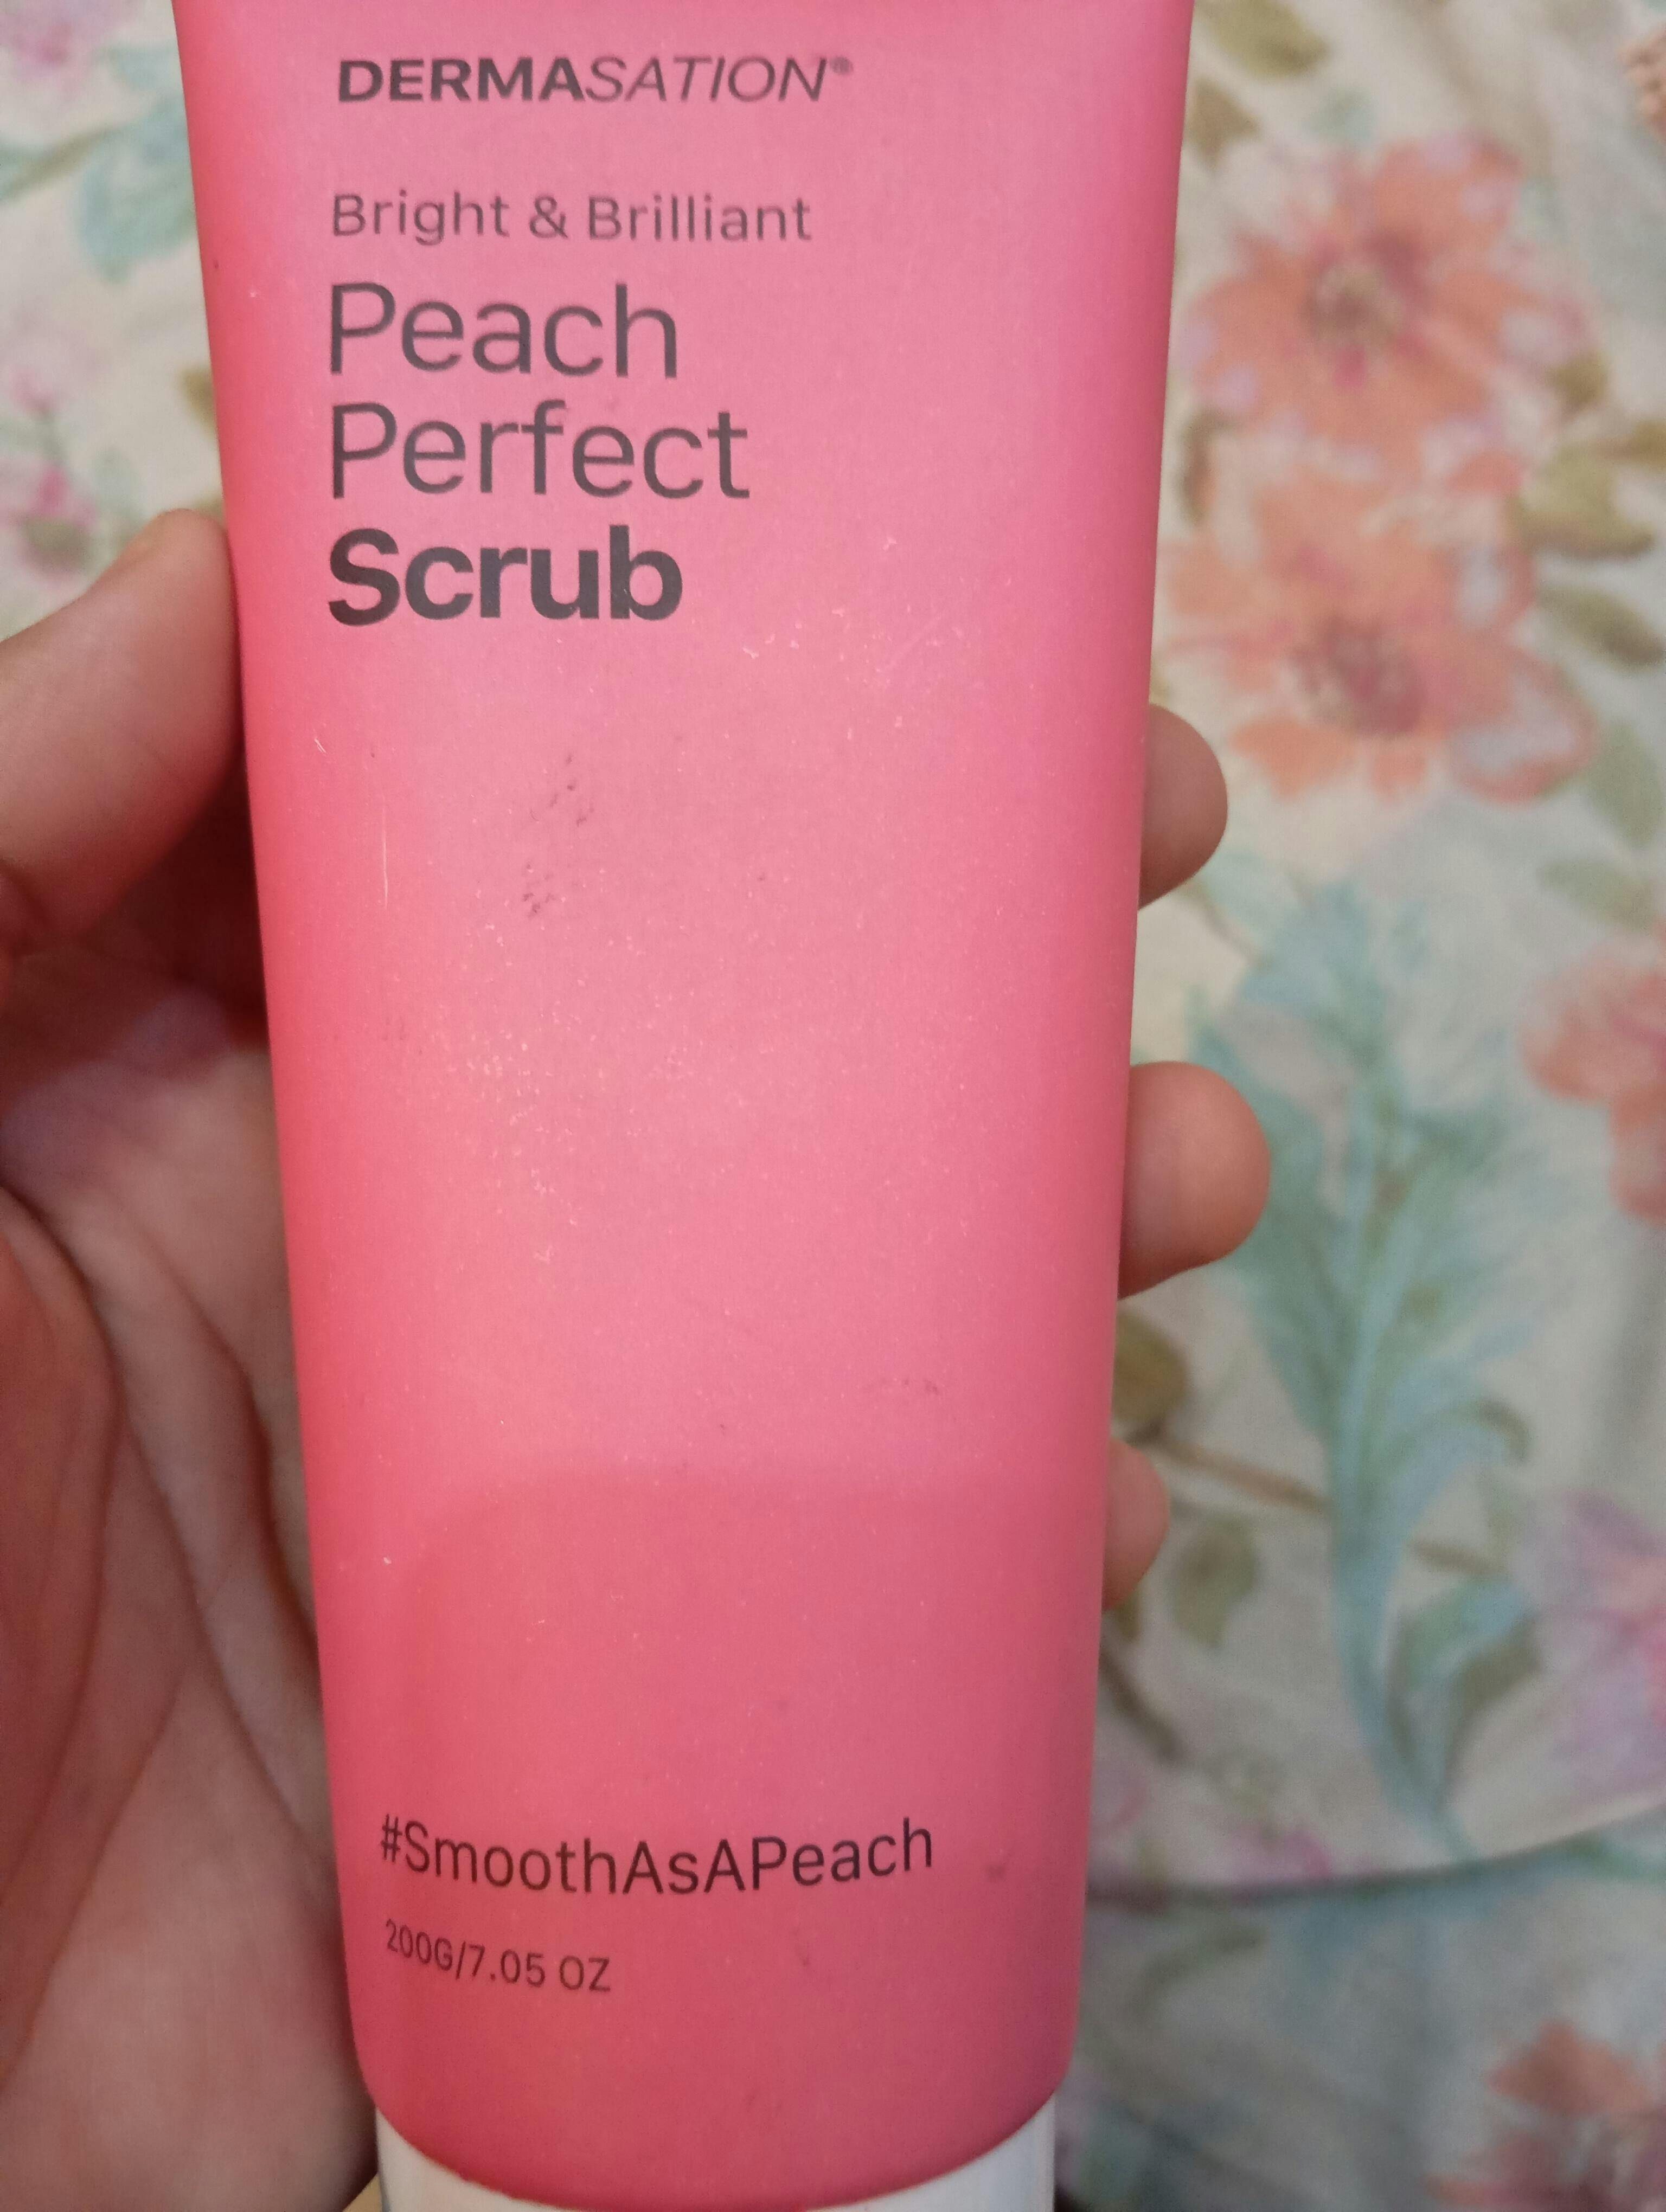 DERMASATION®
Bright & Brilliant
Peach
Perfect
Scrub
#SmoothAsAPeach
200G/7.05 OZ